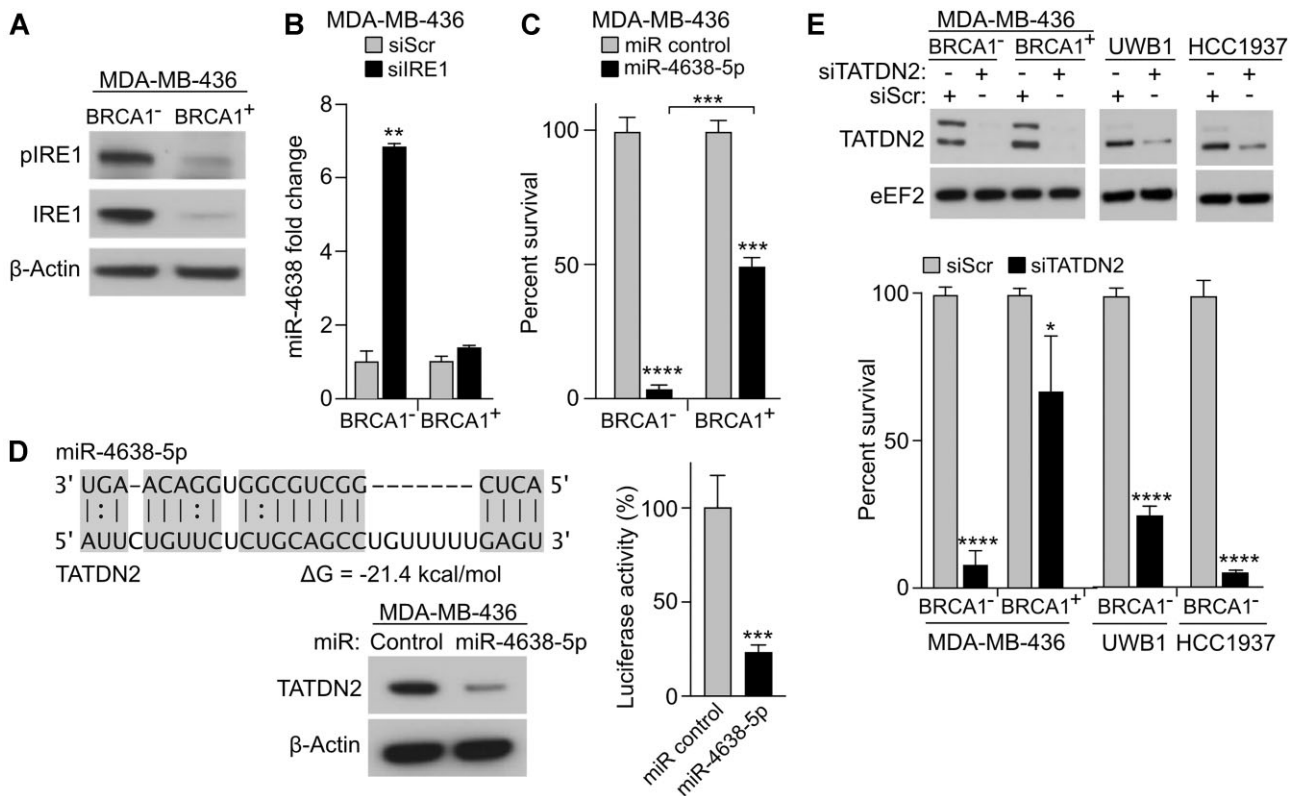 A
MDA-MB-436
BRCA1⁻ BRCA1⁺
pIRE1
IRE1
β-Actin
B
MDA-MB-436
siScr
siIRE1
miR-4638 fold change
8
6
4
2
0
**
BRCA1⁻ BRCA1⁺
C
MDA-MB-436
miR control
miR-4638-5p
Percent survival
100
50
0
***
****
***
BRCA1⁻ BRCA1⁺
D
miR-4638-5p
3' UGA–ACAGGUGGCGUCGG-------CUCA 5'
|:| |||:| |:|||||| ||||
5' AUUCUGUUCUCUGCAGCCUGUUUUUGAGU 3'
TATDN2 ΔG = -21.4 kcal/mol
MDA-MB-436
miR: Control miR-4638-5p
TATDN2
β-Actin
Luciferase activity (%)
100
50
0
***
miR control
miR-4638-5p
E
MDA-MB-436
BRCA1⁻ BRCA1⁺ UWB1 HCC1937
siTATDN2: - + - + - + - +
siScr: + - + - + - + -
TATDN2
eEF2
siScr siTATDN2
Percent survival
100
50
0
****
*
****
****
BRCA1⁻ BRCA1⁺ BRCA1⁻ BRCA1⁻
MDA-MB-436 UWB1 HCC1937